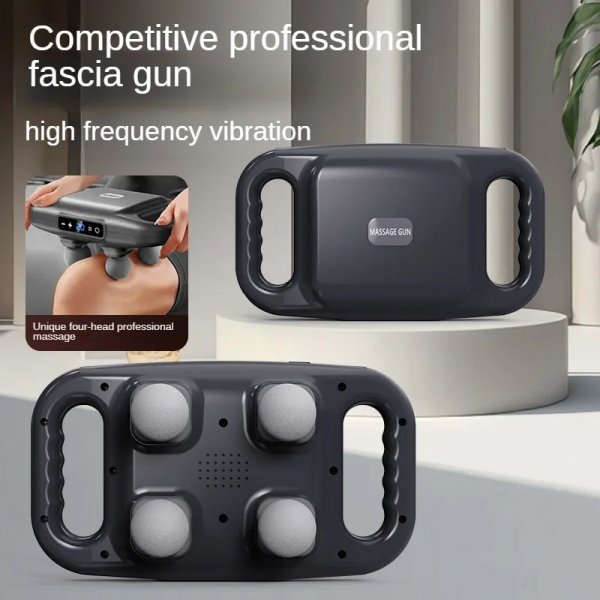 Competitive professional
fascia gun
high frequency vibration
MASSAGE GUN
Unique four-head professional
massage